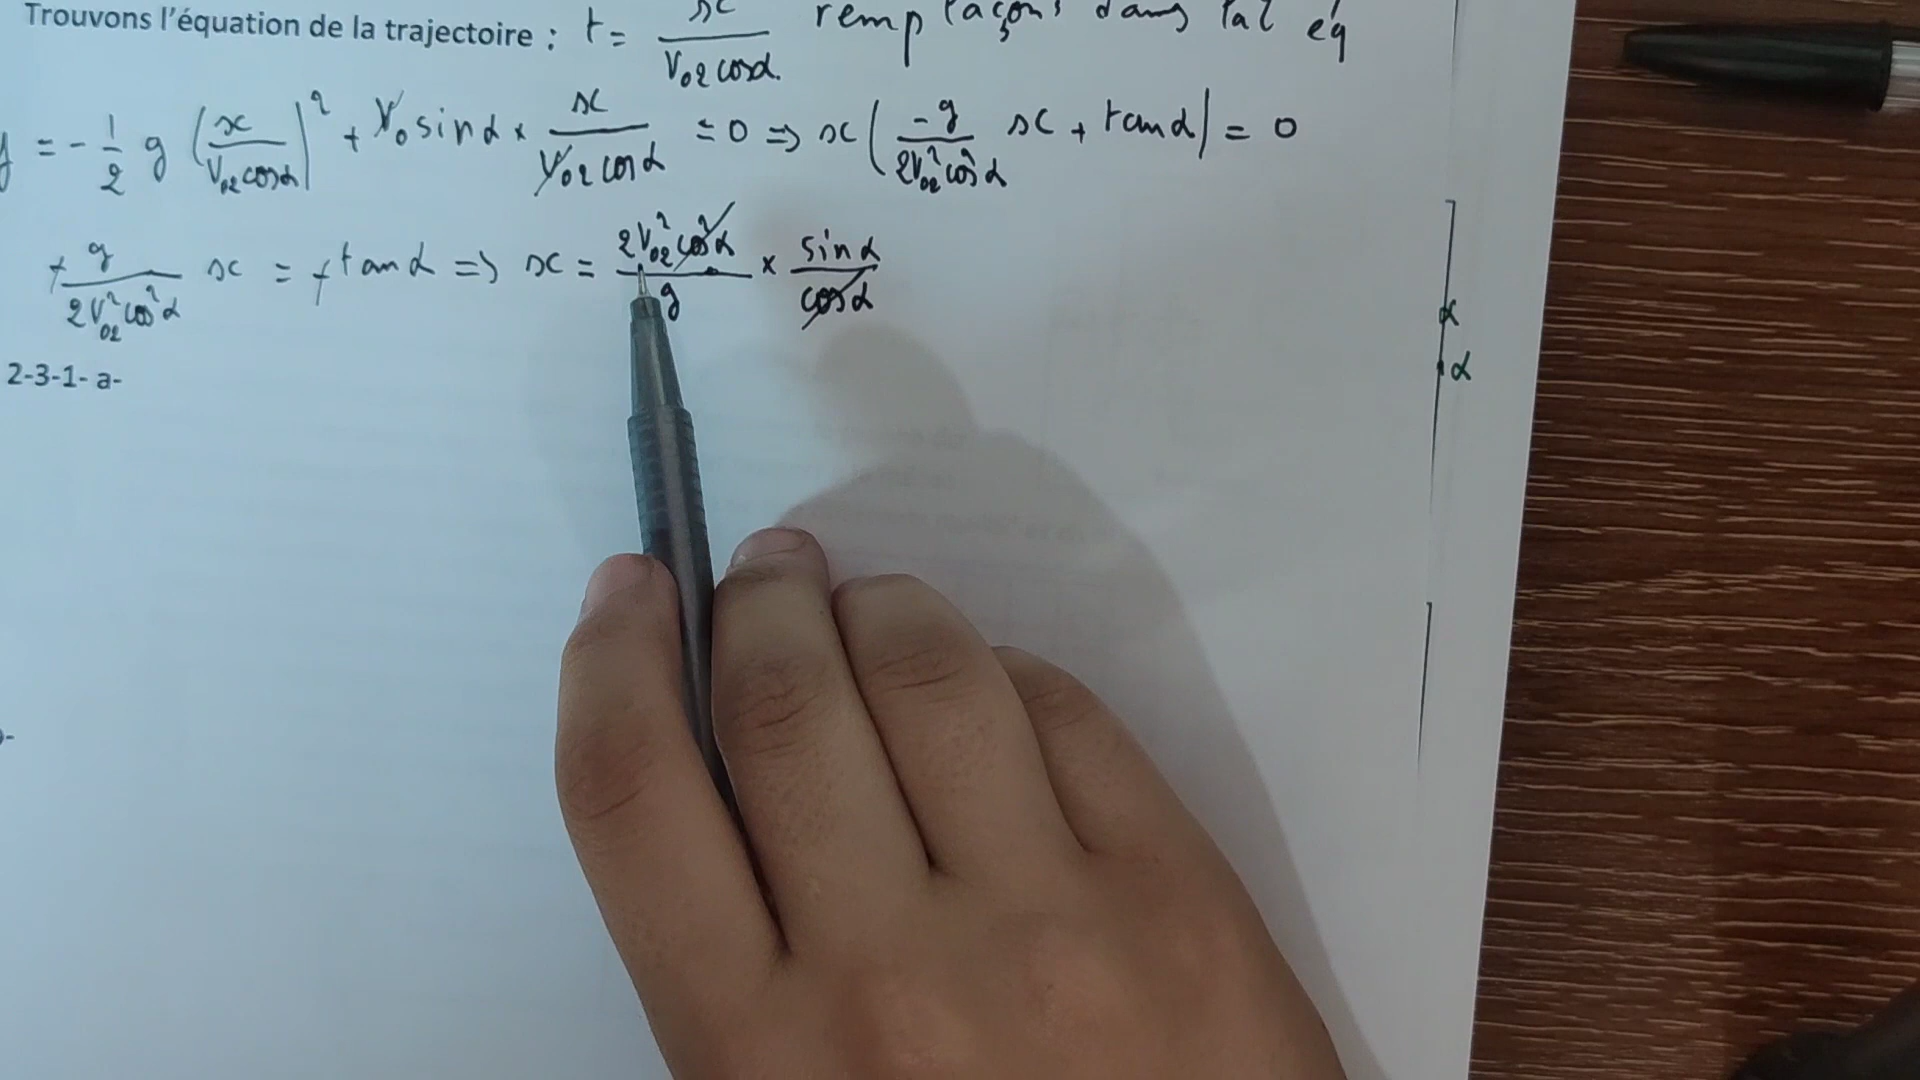 Trouvons l'équation de la trajectoire : t = x / (V₀₂ cosα) remplaçons dans la éq
y = - 1/2 g (x / (V₀₂ cosα))² + V₀ sinα × x / (V₀₂ cosα) = 0 ⇒ x (-g / (2V₀₂² cos²α) x + tanα) = 0
+ g / (2V₀₂² cos²α) x = + tanα ⇒ x = 2V₀₂² cos²α / g × sinα / cosα
α
2-3-1- a-
α